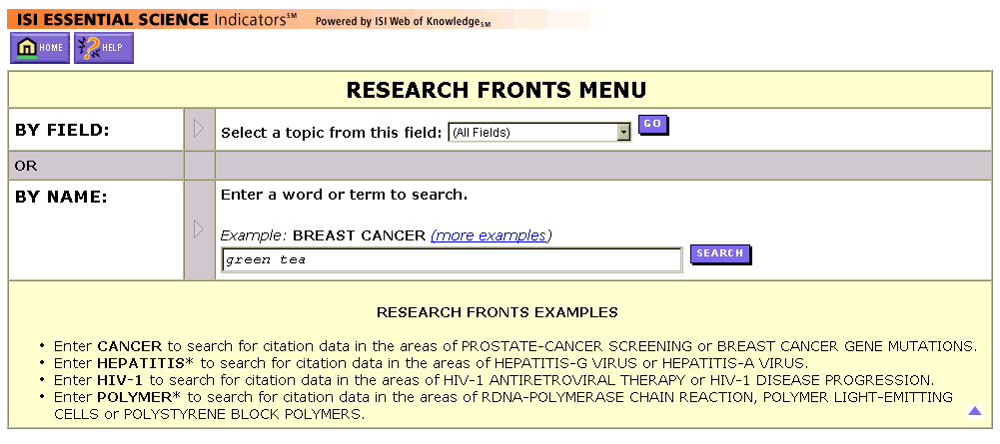 ISI ESSENTIAL SCIENCE Indicators℠ Powered by ISI Web of Knowledge℠
HOME HELP
RESEARCH FRONTS MENU
BY FIELD: Select a topic from this field: (All Fields) GO
OR
BY NAME: Enter a word or term to search.
Example: BREAST CANCER (more examples)
green tea SEARCH
RESEARCH FRONTS EXAMPLES
• Enter CANCER to search for citation data in the areas of PROSTATE-CANCER SCREENING or BREAST CANCER GENE MUTATIONS.
• Enter HEPATITIS* to search for citation data in the areas of HEPATITIS-G VIRUS or HEPATITIS-A VIRUS.
• Enter HIV-1 to search for citation data in the areas of HIV-1 ANTIRETROVIRAL THERAPY or HIV-1 DISEASE PROGRESSION.
• Enter POLYMER* to search for citation data in the areas of RDNA-POLYMERASE CHAIN REACTION, POLYMER LIGHT-EMITTING
CELLS or POLYSTYRENE BLOCK POLYMERS.